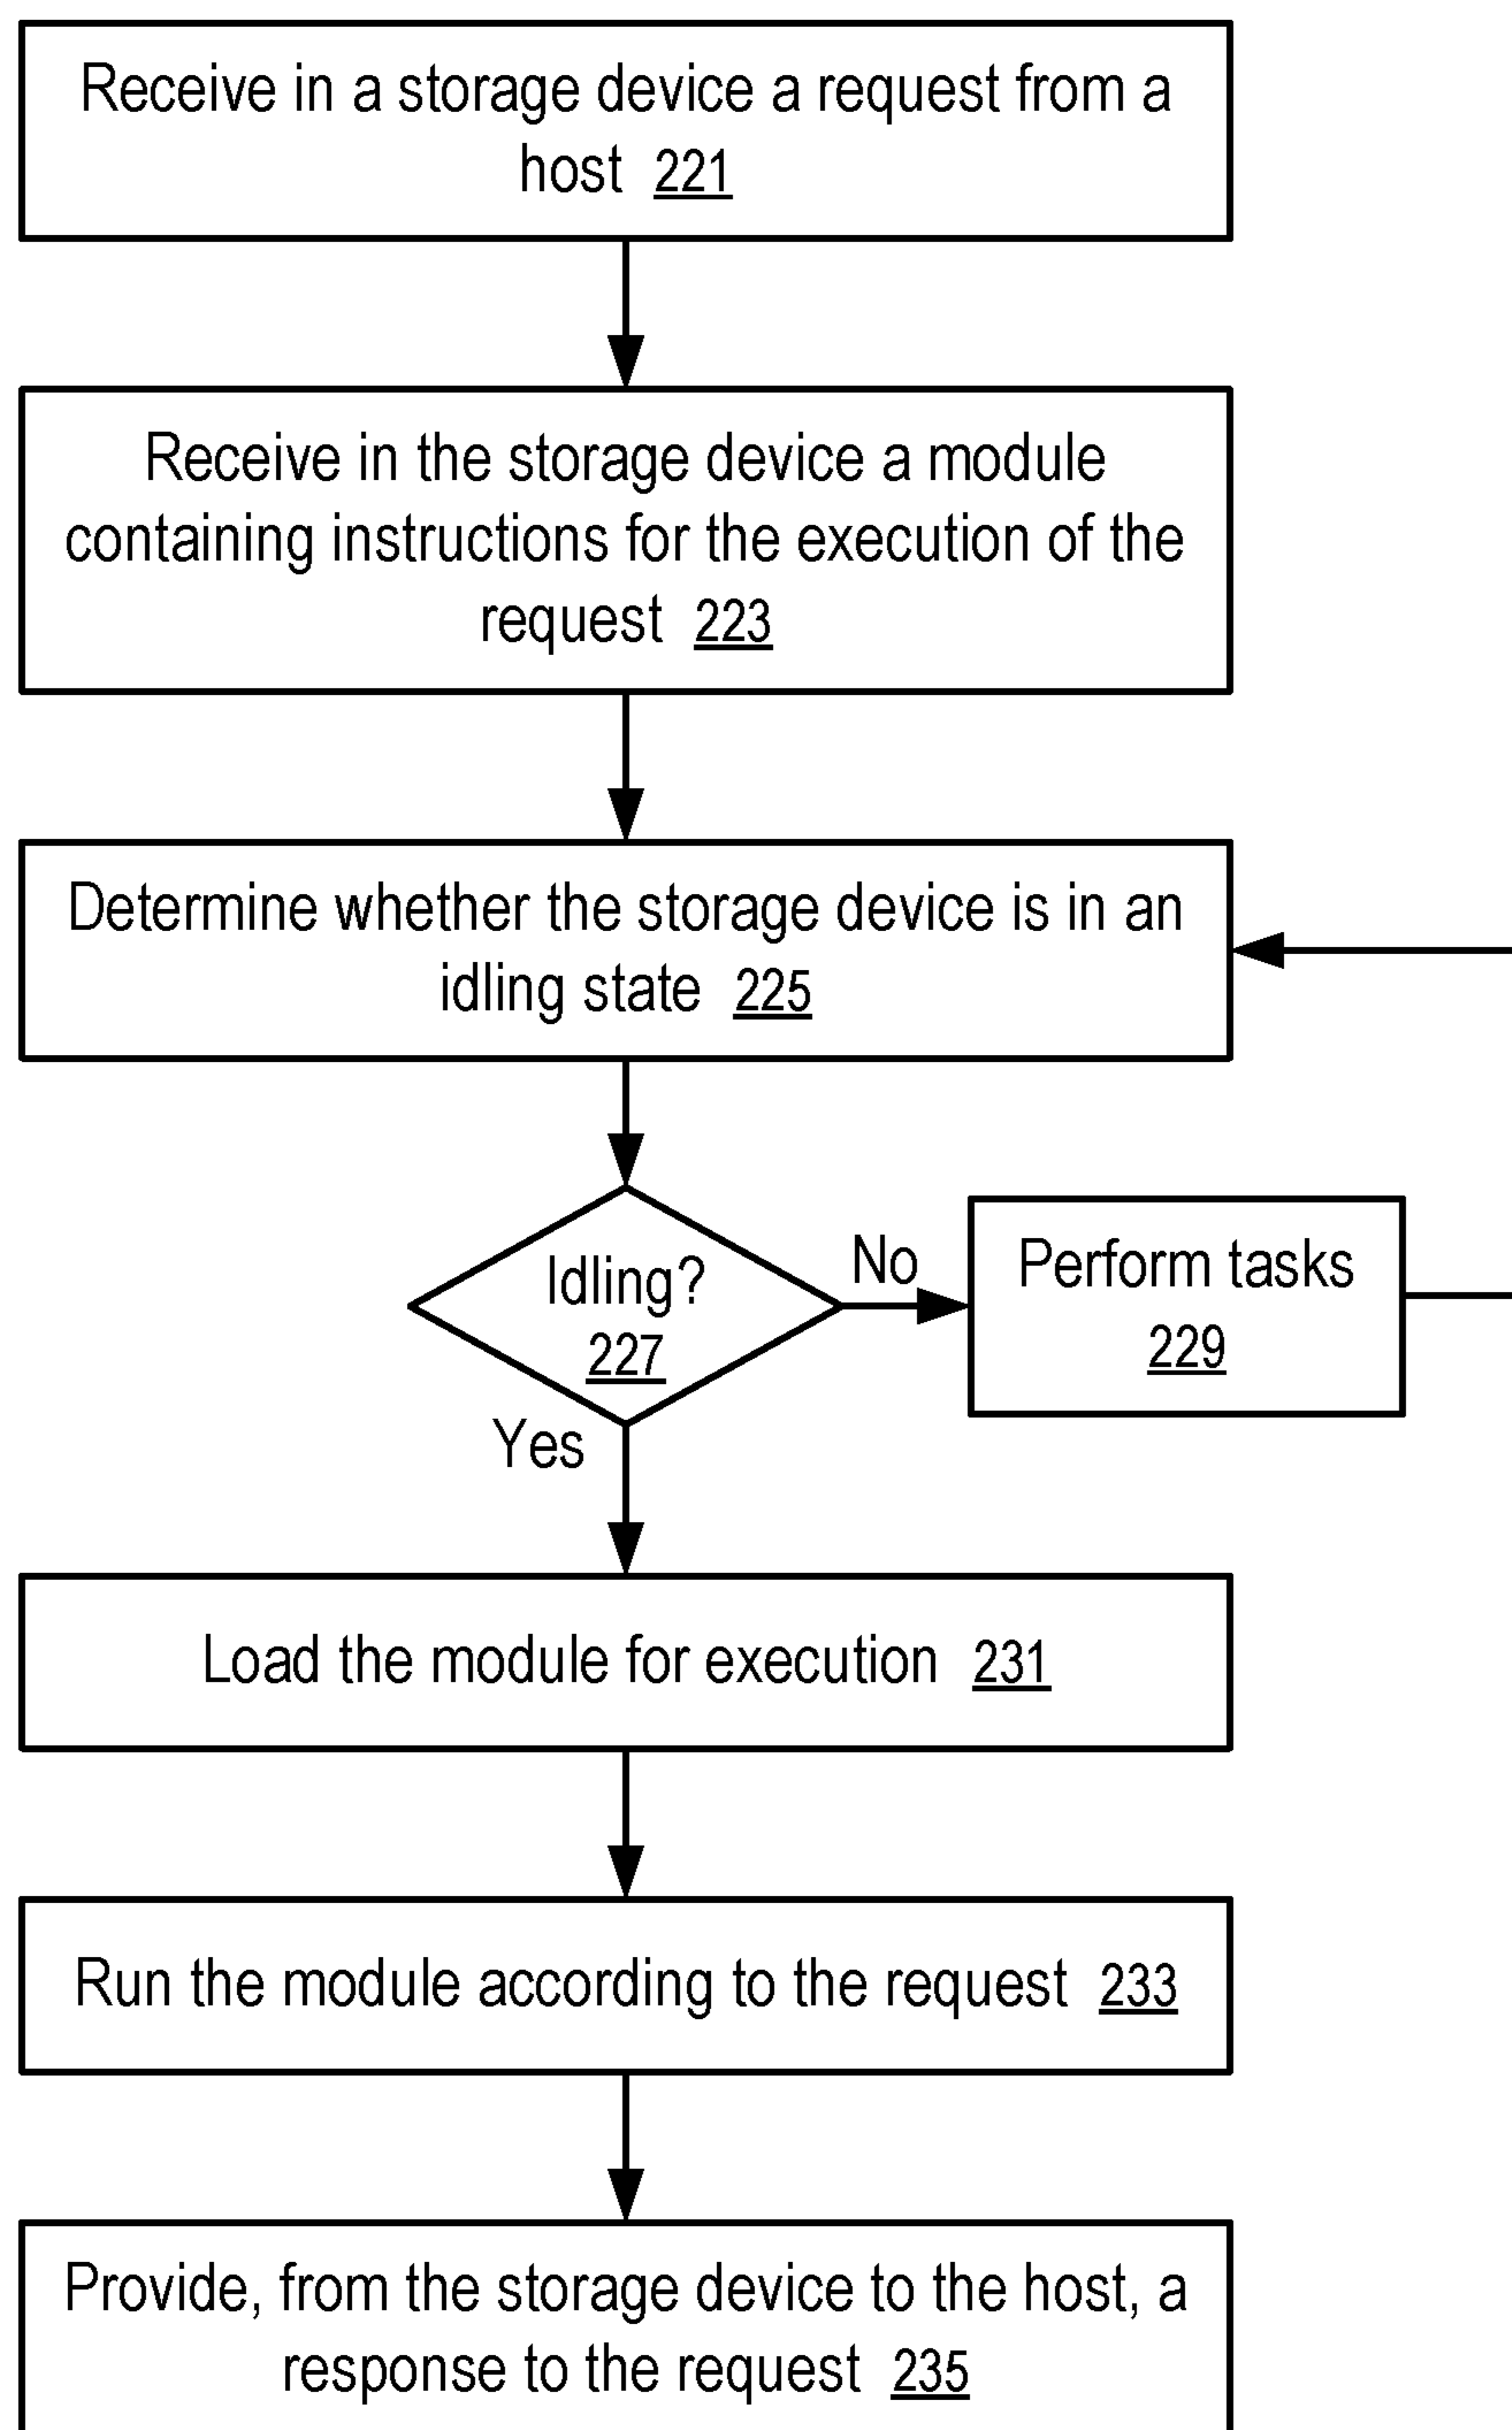 Receive in a storage device a request from a
host 221
Receive in the storage device a module
containing instructions for the execution of the
request 223
Determine whether the storage device is in an
idling state 225
Idling?
227
No
Perform tasks
229
Yes
Load the module for execution 231
Run the module according to the request 233
Provide, from the storage device to the host, a
response to the request 235